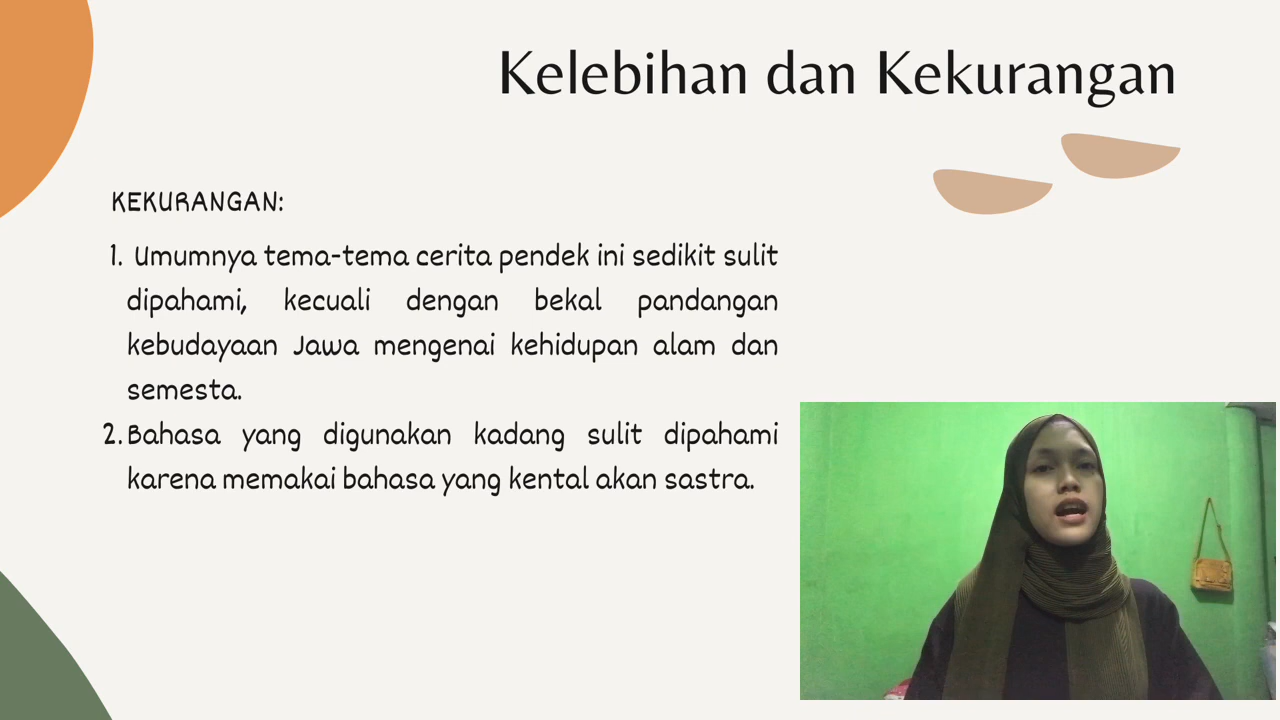 Kelebihan dan Kekurangan
KEKURANGAN:
1. Umumnya tema-tema cerita pendek ini sedikit sulit
dipahami, kecuali dengan bekal pandangan
kebudayaan Jawa mengenai kehidupan alam dan
semesta.
2. Bahasa yang digunakan kadang sulit dipahami
karena memakai bahasa yang kental akan sastra.